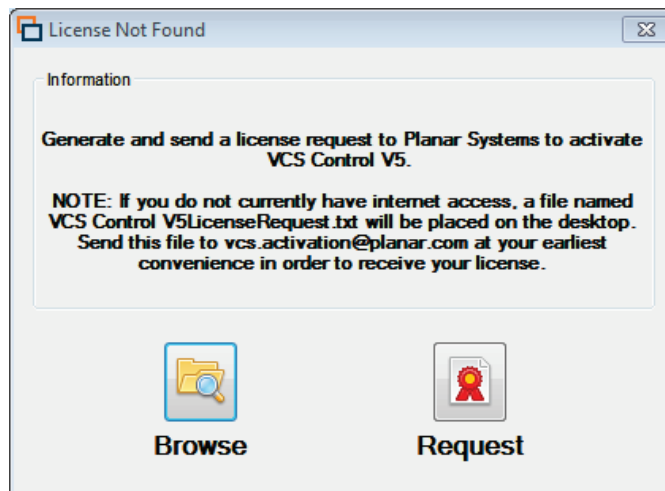 License Not Found
Information
Generate and send a license request to Planar Systems to activate
VCS Control V5.
NOTE: If you do not currently have internet access, a file named
VCS Control V5LicenseRequest.txt will be placed on the desktop.
Send this file to vcs.activation@planar.com at your earliest
convenience in order to receive your license.
Browse
Request